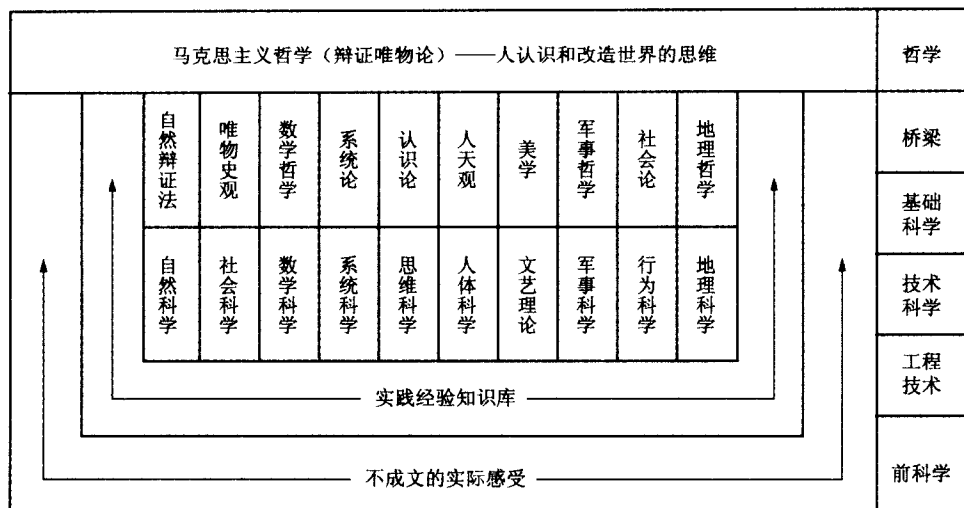 马克思主义哲学（辩证唯物论）——人认识和改造世界的思维
哲学
自然辩证法
唯物史观
数学哲学
系统论
认识论
人天观
美学
军事哲学
社会论
地理哲学
桥梁
基础
科学
自然科学
社会科学
数学科学
系统科学
思维科学
人体科学
文艺理论
军事科学
行为科学
地理科学
技术
科学
工程
技术
实践经验知识库
不成文的实际感受
前科学